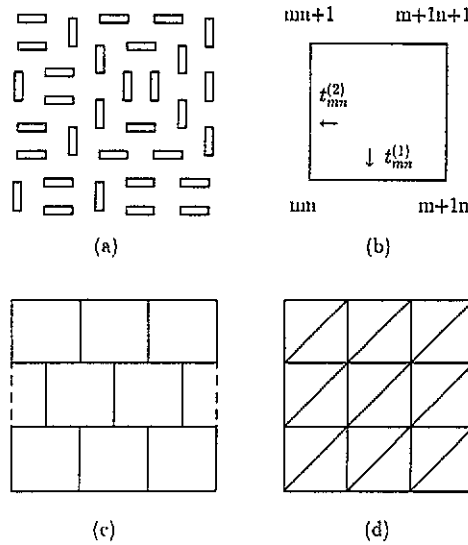 mn+1 m+1n+1
t_{mn}^{(2)}
←
↓ t_{mn}^{(1)}
mn m+1n
(a) (b)
(c) (d)